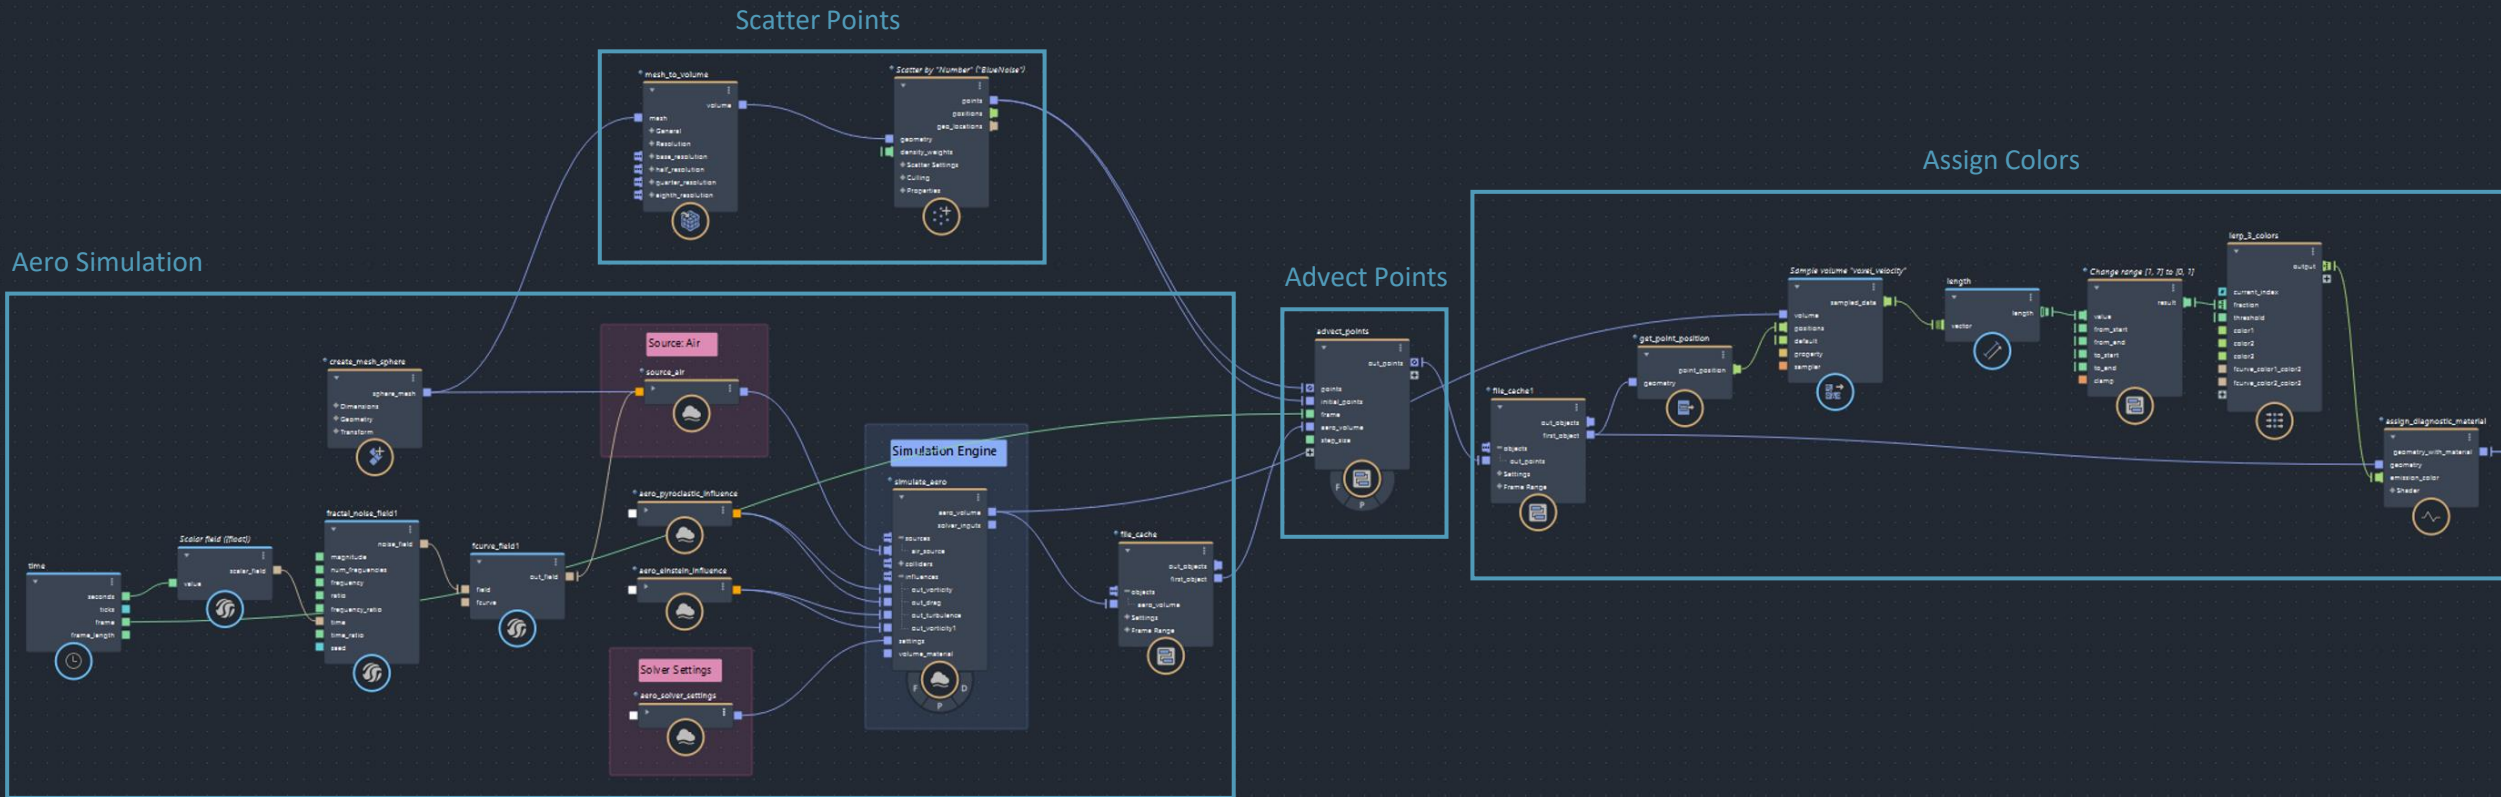 Scatter Points
mesh_to_volume
volume
mesh
General
Resolution
base_resolution
half_resolution
quarter_resolution
eighth_resolution
Scatter by "Number" ("BlueNoise")
points
positions
geo_locations
geometry
density_weights
Scatter Settings
Culling
Properties
Aero Simulation
create_mesh_sphere
sphere_mesh
Dimensions
Geometry
Transform
Source: Air
source_air
time
seconds
ticks
frame
frame_length
Scalar field ((float))
scalar_field
value
fractal_noise_field1
noise_field
magnitude
num_frequencies
frequency
ratio
frequency_ratio
time
time_ratio
seed
fcurve_field1
out_field
field
fcurve
aero_pyroclastic_influence
aero_einstein_influence
Solver Settings
aero_solver_settings
Simulation Engine
simulate_aero
aero_volume
solver_inputs
sources
air_source
colliders
influences
out_vorticity
out_drag
out_turbulence
out_vorticity1
settings
volume_material
F
P
D
file_cache
out_objects
first_object
objects
aero_volume
Settings
Frame Range
Advect Points
advect_points
out_points
points
initial_points
frame
aero_volume
step_size
F
P
Assign Colors
file_cache1
out_objects
first_object
objects
out_points
Settings
Frame Range
get_point_position
point_position
geometry
Sample volume "voxel_velocity"
sampled_data
volume
positions
default
property
sampler
length
length
vector
Change range [1, 7] to [0, 1]
result
value
from_start
from_end
to_start
to_end
clamp
lerp_3_colors
output
current_index
fraction
threshold
color1
color2
color3
fcurve_color1_color2
fcurve_color2_color3
assign_diagnostic_material
geometry_with_material
geometry
emission_color
Shader